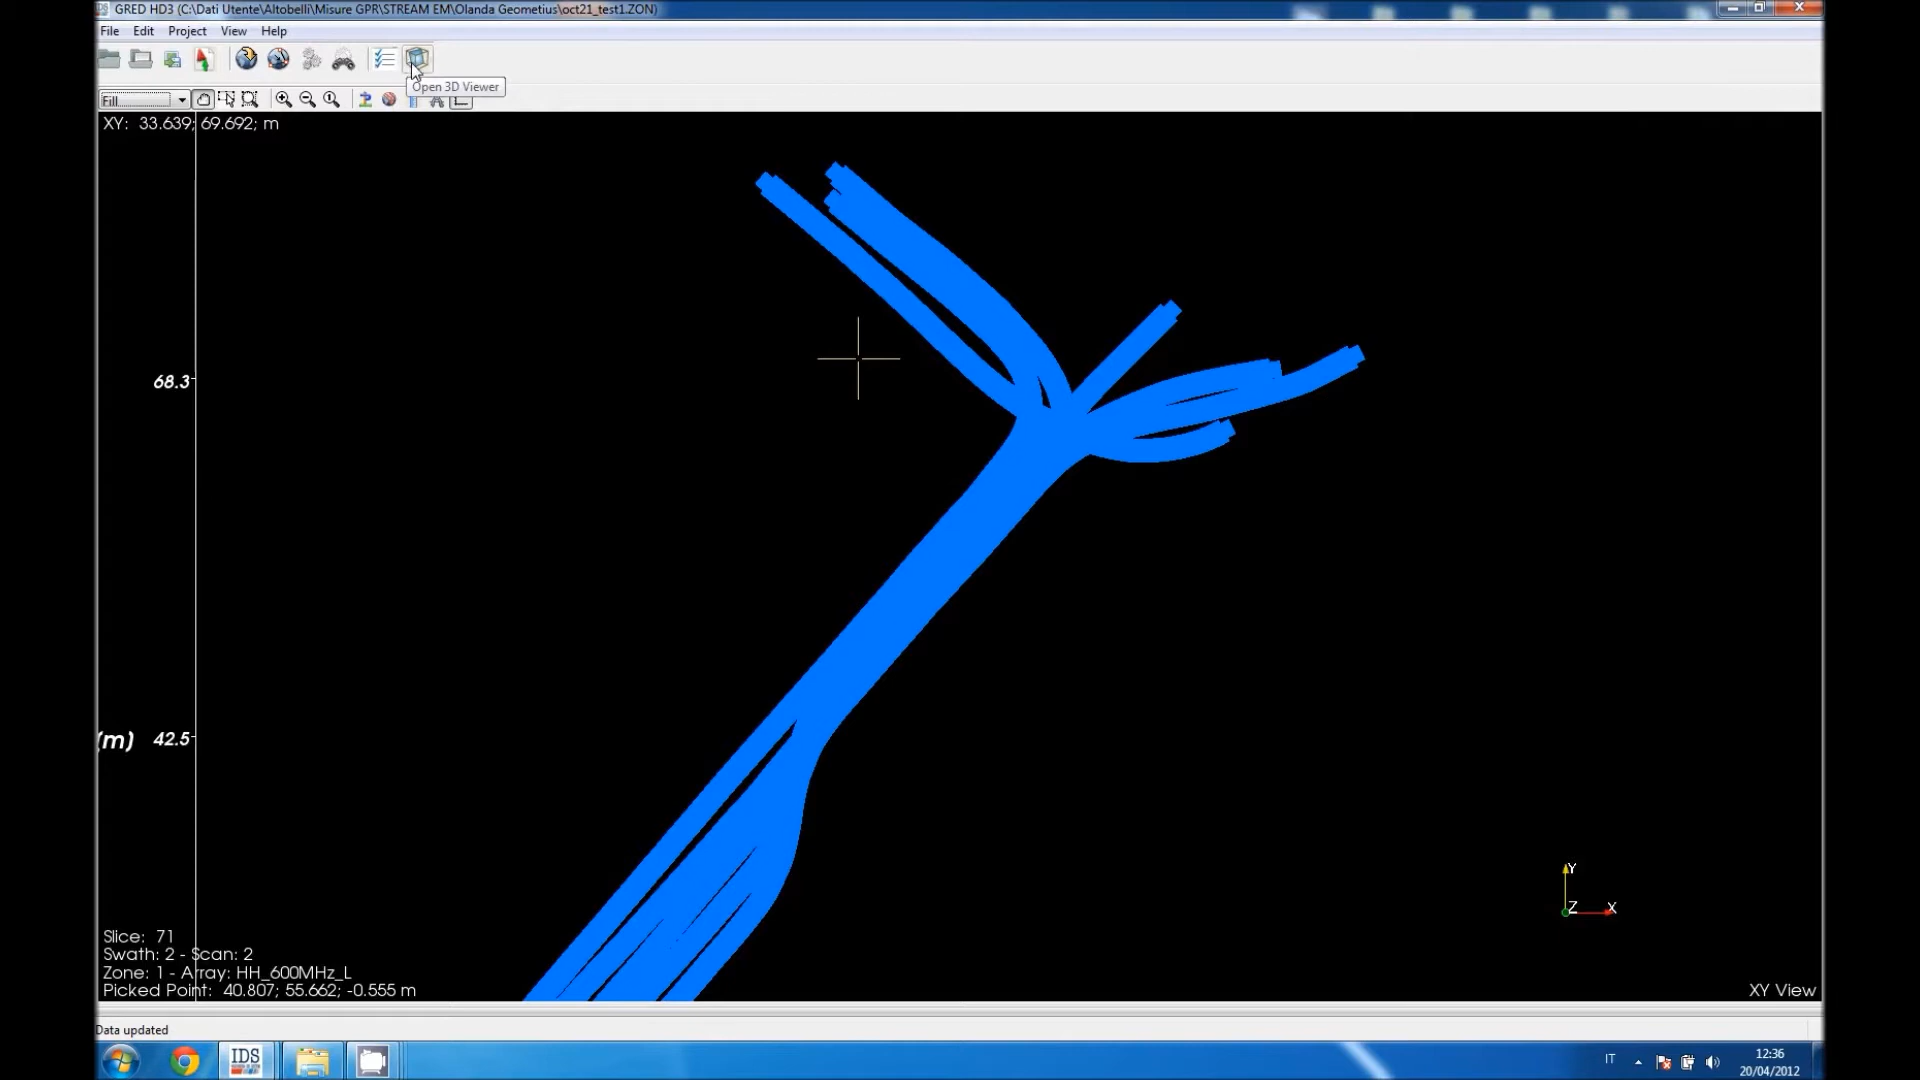 GRED HD3 (C:\Dati Utente\Altobelli\Misure GPR\STREAM EM\Olanda Geometius\oct21_test1.ZON)
File Edit Project View Help
Open 3D Viewer
Fill
XY: 33.639; 69.692; m
68.3
(m) 42.5
Y
Z X
Slice: 71
Swath: 2 - Scan: 2
Zone: 1 - Array: HH_600MHz_L
Picked Point: 40.807; 55.662; -0.555 m
XY View
Data updated
IDS
IT
12:36
20/04/2012